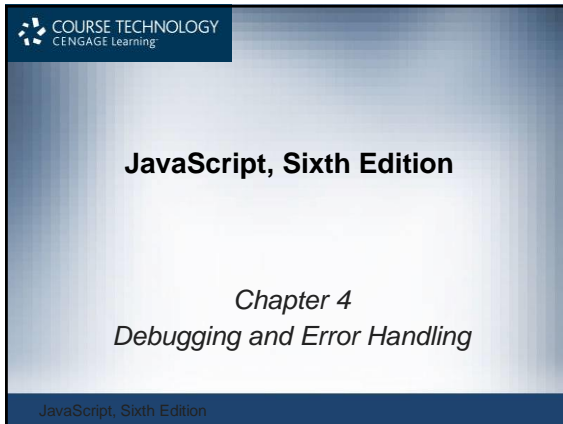 COURSE TECHNOLOGY
CENGAGE Learning
JavaScript, Sixth Edition
Chapter 4
Debugging and Error Handling
JavaScript, Sixth Edition